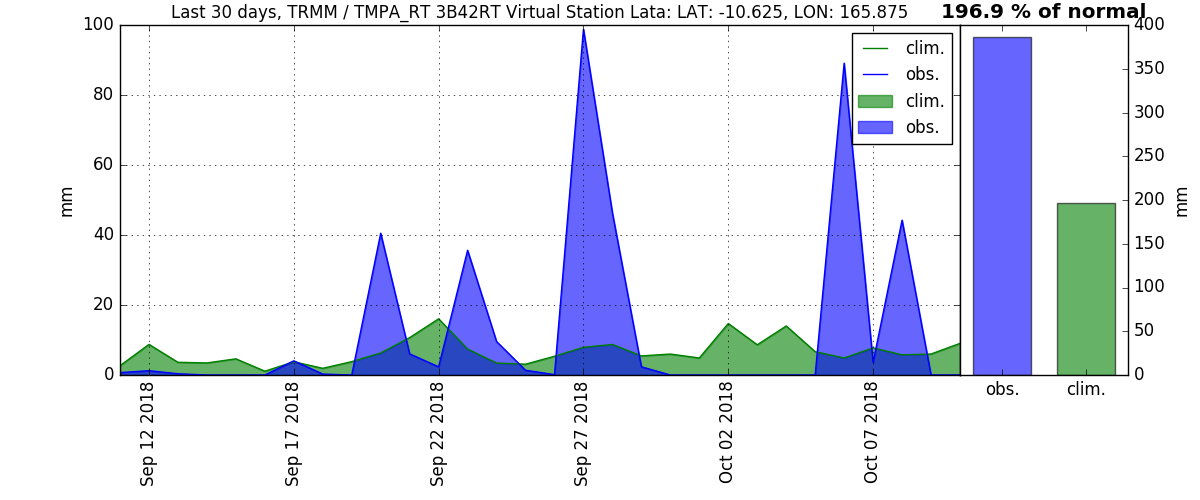 Last 30 days, TRMM / TMPA_RT 3B42RT Virtual Station Lata: LAT: -10.625, LON: 165.875
196.9 % of normal
mm
100
80
60
40
20
0
clim.
obs.
clim.
obs.
Sep 12 2018
Sep 17 2018
Sep 22 2018
Sep 27 2018
Oct 02 2018
Oct 07 2018
400
350
300
250
200
150
100
50
0
mm
obs.
clim.